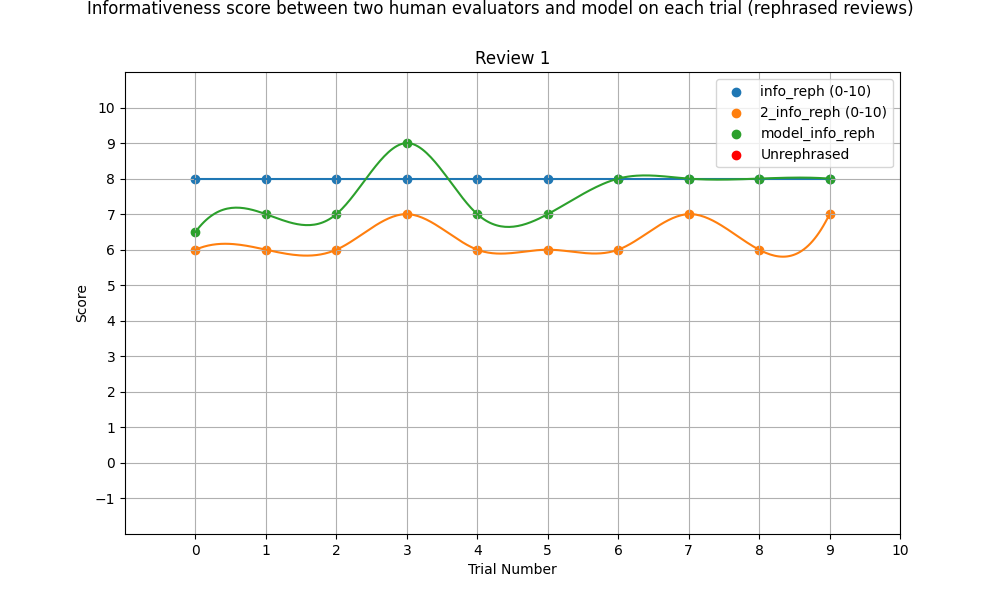 Informativeness score between two human evaluators and model on each trial (rephrased reviews)
Review 1
info_reph (0-10)
2_info_reph (0-10)
model_info_reph
Unrephrased
10
9
8
7
6
5
4
3
2
1
0
−1
Score
0 1 2 3 4 5 6 7 8 9 10
Trial Number